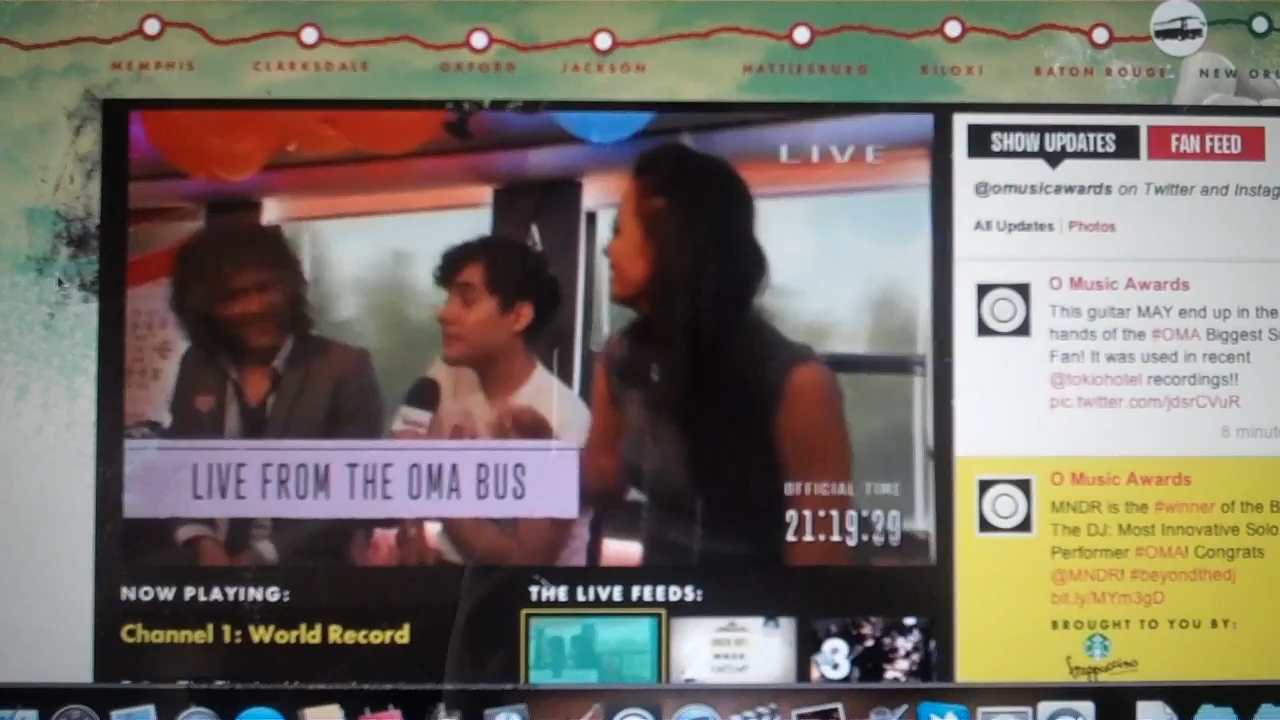 MEMPHIS
CLARKSDALE
OXFORD
JACKSON
HATTIESBURG
BILOXI
BATON ROUGE
NEW ORL
LIVE
LIVE FROM THE OMA BUS
OFFICIAL TIME
21:19:29
NOW PLAYING:
Channel 1: World Record
THE LIVE FEEDS:
3
SHOW UPDATES
FAN FEED
@omusicawards on Twitter and Instag
All Updates | Photos
O Music Awards
This guitar MAY end up in the
hands of the #OMA Biggest S
Fan! It was used in recent
@tokiohotel recordings!!
pic.twitter.com/jdsrCVuR
8 minut
O Music Awards
MNDR is the #winner of the B
The DJ: Most Innovative Solo
Performer #OMA! Congrats
@MNDR! #beyondthedj
bit.ly/MYm3gD
BROUGHT TO YOU BY:
frappuccino